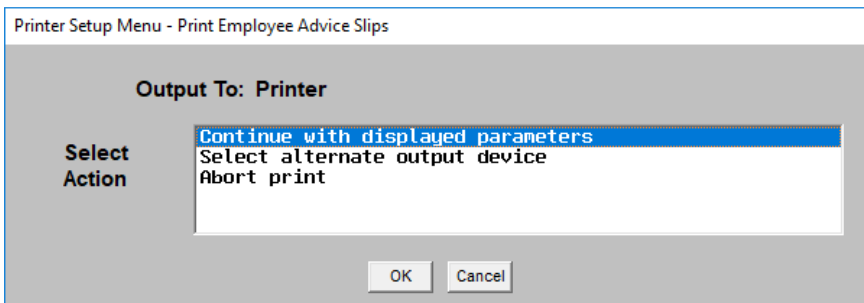 Printer Setup Menu - Print Employee Advice Slips
Output To: Printer
Select
Action
Continue with displayed parameters
Select alternate output device
Abort print
OK
Cancel